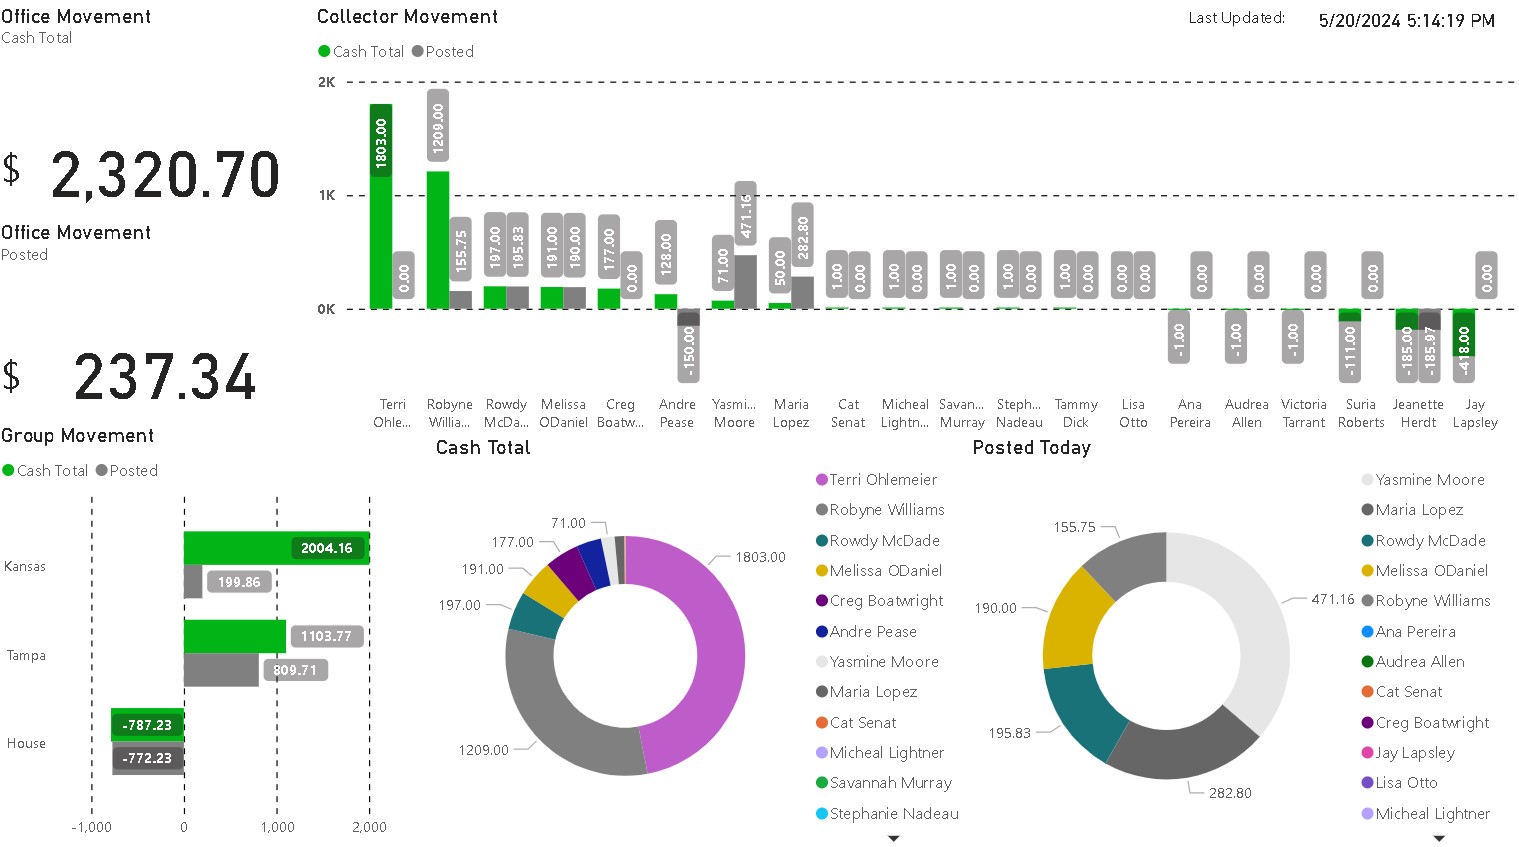 Office Movement
Cash Total
$ 2,320.70
Office Movement
Posted
$ 237.34
Collector Movement
Last Updated: 5/20/2024 5:14:19 PM
Cash Total Posted
2K
1K
0K
1803.00 0.00
1209.00 155.75
197.00 195.83
191.00 190.00
177.00 0.00
128.00 -150.00
71.00 471.16
50.00 282.80
1.00 0.00
1.00 0.00
1.00 0.00
1.00 0.00
1.00 0.00
0.00 0.00
-1.00 0.00
-1.00 0.00
-1.00 0.00
-111.00 0.00
-185.00 -185.97
-418.00 0.00
Terri Ohle...
Robyne Willia...
Rowdy McDa...
Melissa ODaniel
Creg Boatw...
Andre Pease
Yasmi... Moore
Maria Lopez
Cat Senat
Micheal Lightn...
Savan... Murray
Steph... Nadeau
Tammy Dick
Lisa Otto
Ana Pereira
Audrea Allen
Victoria Tarrant
Suria Roberts
Jeanette Herdt
Jay Lapsley
Group Movement
Cash Total Posted
Kansas
2004.16
199.86
Tampa
1103.77
809.71
House
-787.23
-772.23
-1,000 0 1,000 2,000
Cash Total
71.00
177.00
191.00
197.00
1209.00
1803.00
Terri Ohlemeier
Robyne Williams
Rowdy McDade
Melissa ODaniel
Creg Boatwright
Andre Pease
Yasmine Moore
Maria Lopez
Cat Senat
Micheal Lightner
Savannah Murray
Stephanie Nadeau
Posted Today
155.75
190.00
195.83
282.80
471.16
Yasmine Moore
Maria Lopez
Rowdy McDade
Melissa ODaniel
Robyne Williams
Ana Pereira
Audrea Allen
Cat Senat
Creg Boatwright
Jay Lapsley
Lisa Otto
Micheal Lightner